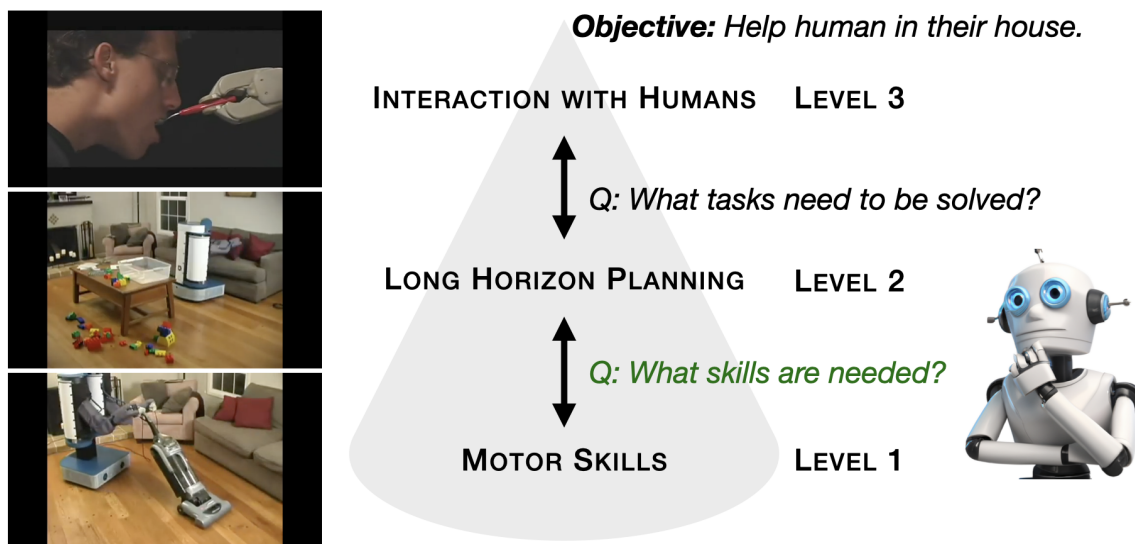 Objective: Help human in their house.
INTERACTION WITH HUMANS LEVEL 3
Q: What tasks need to be solved?
LONG HORIZON PLANNING LEVEL 2
Q: What skills are needed?
MOTOR SKILLS LEVEL 1